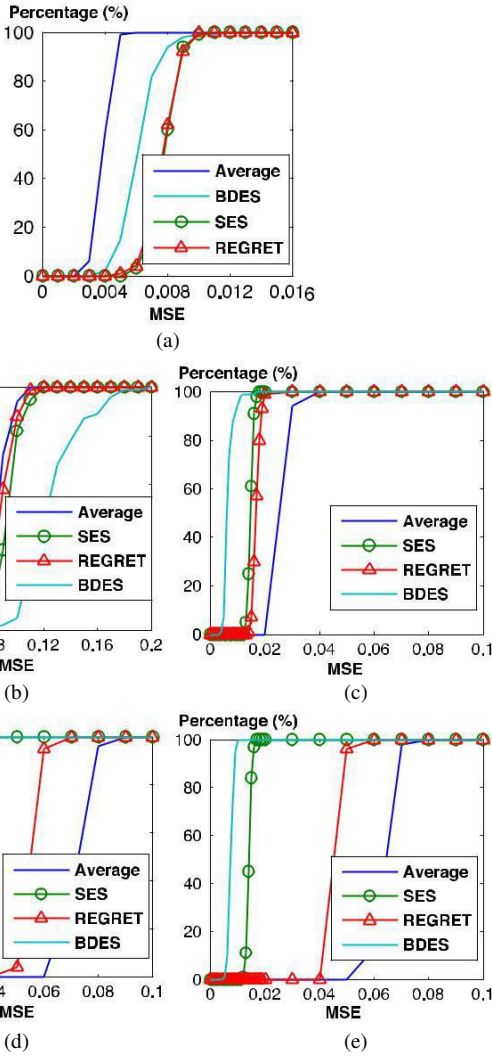 Percentage (%)
100
80
60
40
20
0
Average
BDES
SES
REGRET
0 0.004 0.008 0.012 0.016
MSE
(a)
Average
SES
REGRET
BDES
0.12 0.16 0.2
MSE
(b)
Percentage (%)
100
80
60
40
20
0
Average
SES
REGRET
BDES
0 0.02 0.04 0.06 0.08 0.1
MSE
(c)
Average
SES
REGRET
BDES
4 0.06 0.08 0.1
MSE
(d)
Percentage (%)
100
80
60
40
20
0
Average
SES
REGRET
BDES
0 0.02 0.04 0.06 0.08 0.1
MSE
(e)